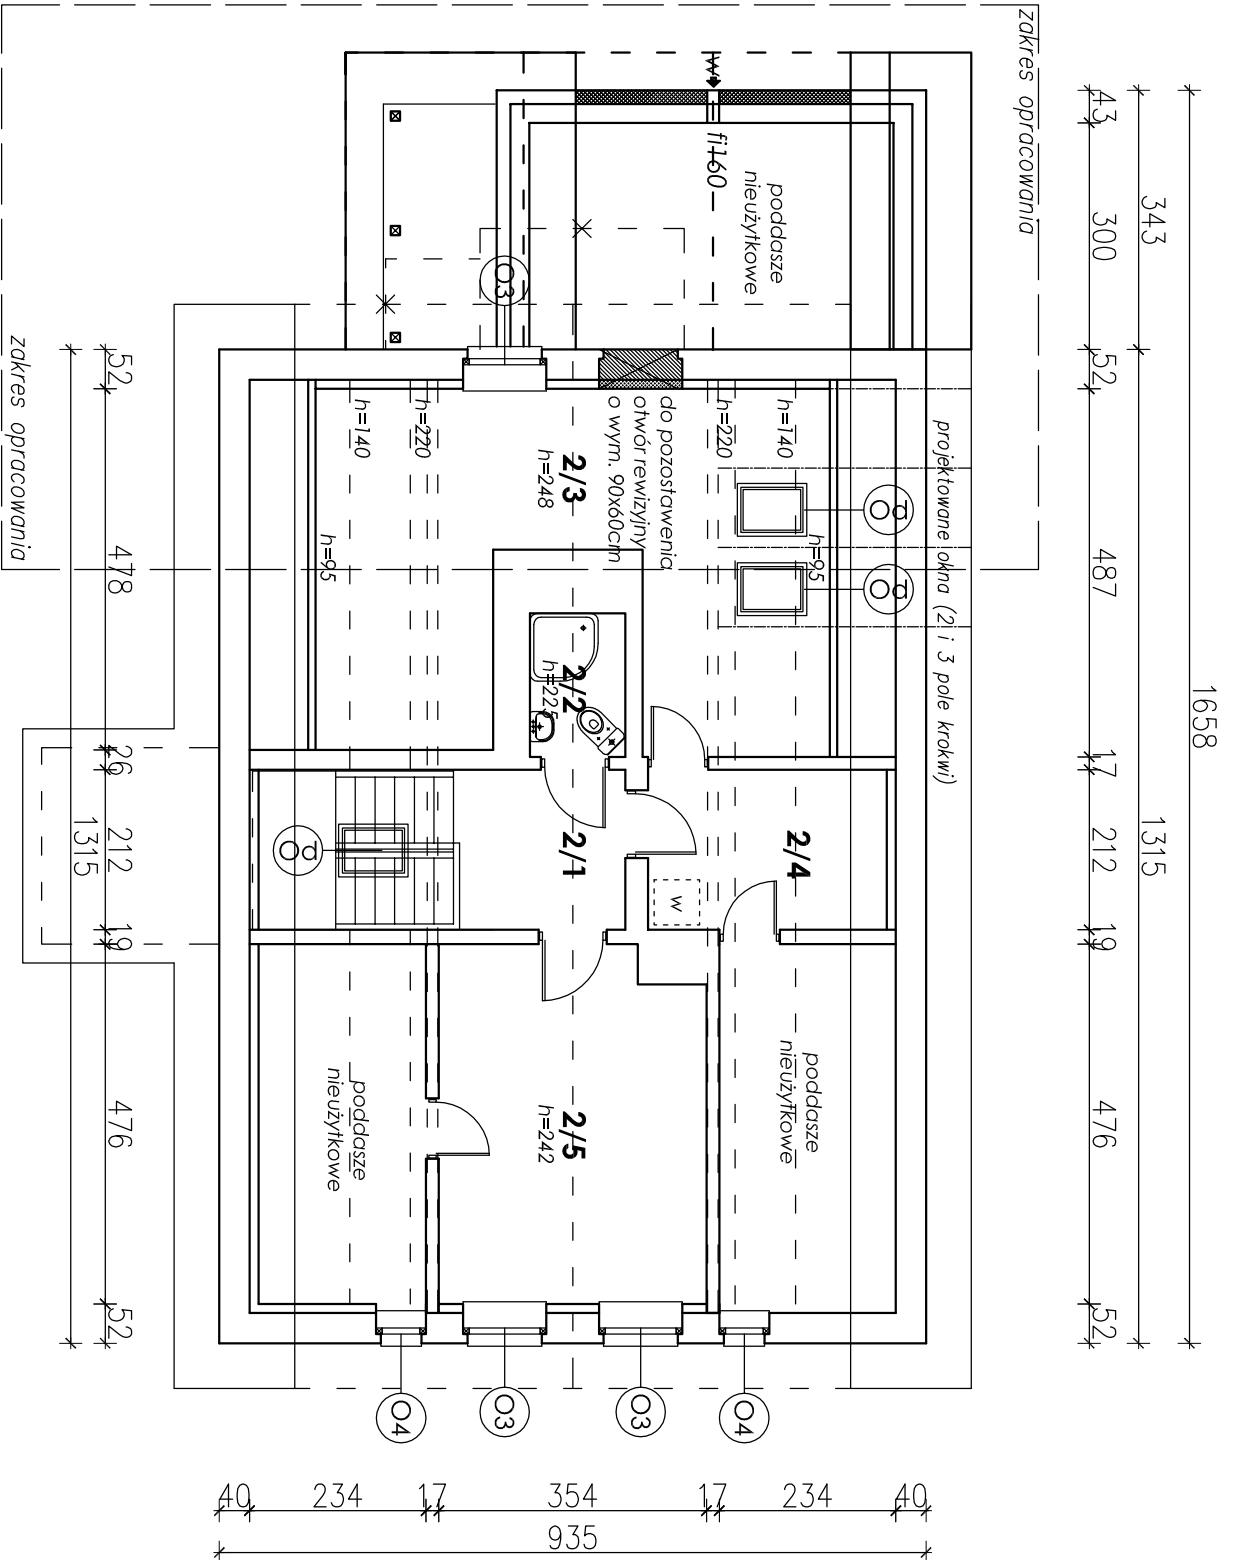 1658
343
1315
43
300
52
487
17
212
19
476
52
zakres opracowania
projektowane okna (2 i 3 pole krokwi)
Od
Od
W
fi160
poddasze
nieużytkowe
O3
do pozostawenia
otwór rewizyjny
o wym. 90x60cm
h=140
h=220
h=95
2/3
h=248
h=220
h=140
h=95
2/2
h=225
2/1
2/4
W
Od
2/5
h=242
poddasze
nieużytkowe
poddasze
nieużytkowe
O4
O3
O3
O4
zakres opracowania
52
478
26
212
19
476
52
1315
40
234
17
354
17
234
40
935